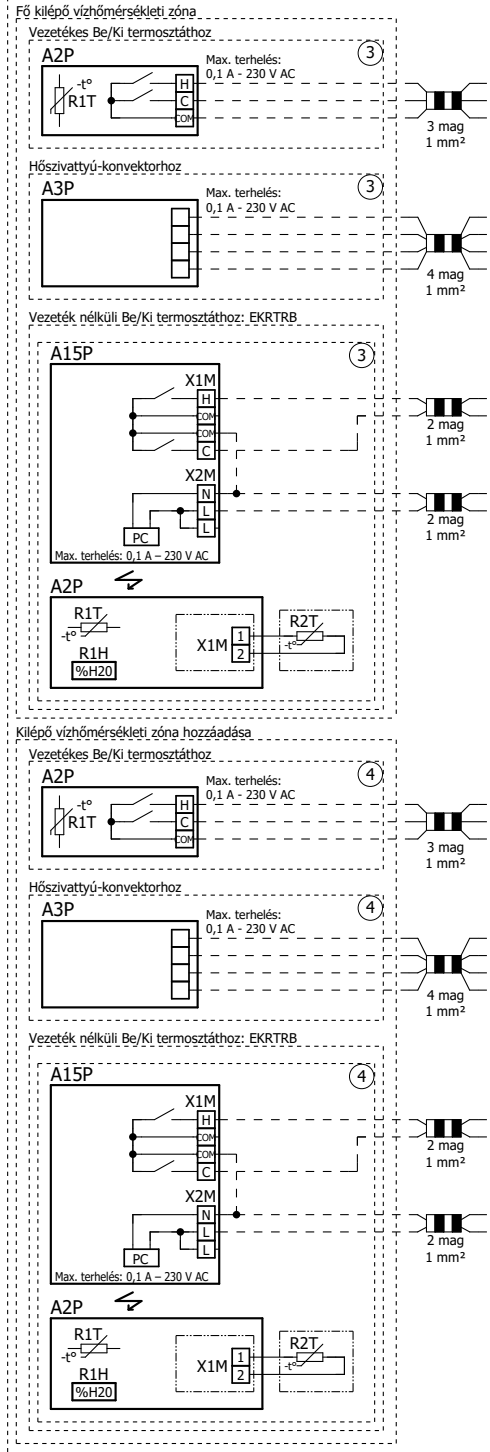 Fő kilépő vízhőmérsékleti zóna
Vezetékes Be/Ki termosztáthoz
A2P
3
-t°
R1T
H
C
COM
Max. terhelés:
0,1 A - 230 V AC
3 mag
1 mm²
Hőszivattyú-konvektorhoz
A3P
3
Max. terhelés:
0,1 A - 230 V AC
4 mag
1 mm²
Vezeték nélküli Be/Ki termosztáthoz: EKRTRB
A15P
3
X1M
H
COM
COM
C
2 mag
1 mm²
X2M
N
L
L
PC
2 mag
1 mm²
Max. terhelés: 0,1 A – 230 V AC
A2P
R1T
-t°
R1H
%H20
X1M
1
2
R2T
-t°
Kilépő vízhőmérsékleti zóna hozzáadása
Vezetékes Be/Ki termosztáthoz
A2P
4
-t°
R1T
H
C
COM
Max. terhelés:
0,1 A - 230 V AC
3 mag
1 mm²
Hőszivattyú-konvektorhoz
A3P
4
Max. terhelés:
0,1 A - 230 V AC
4 mag
1 mm²
Vezeték nélküli Be/Ki termosztáthoz: EKRTRB
A15P
4
X1M
H
COM
COM
C
2 mag
1 mm²
X2M
N
L
L
PC
2 mag
1 mm²
Max. terhelés: 0,1 A – 230 V AC
A2P
R1T
-t°
R1H
%H20
X1M
1
2
R2T
-t°